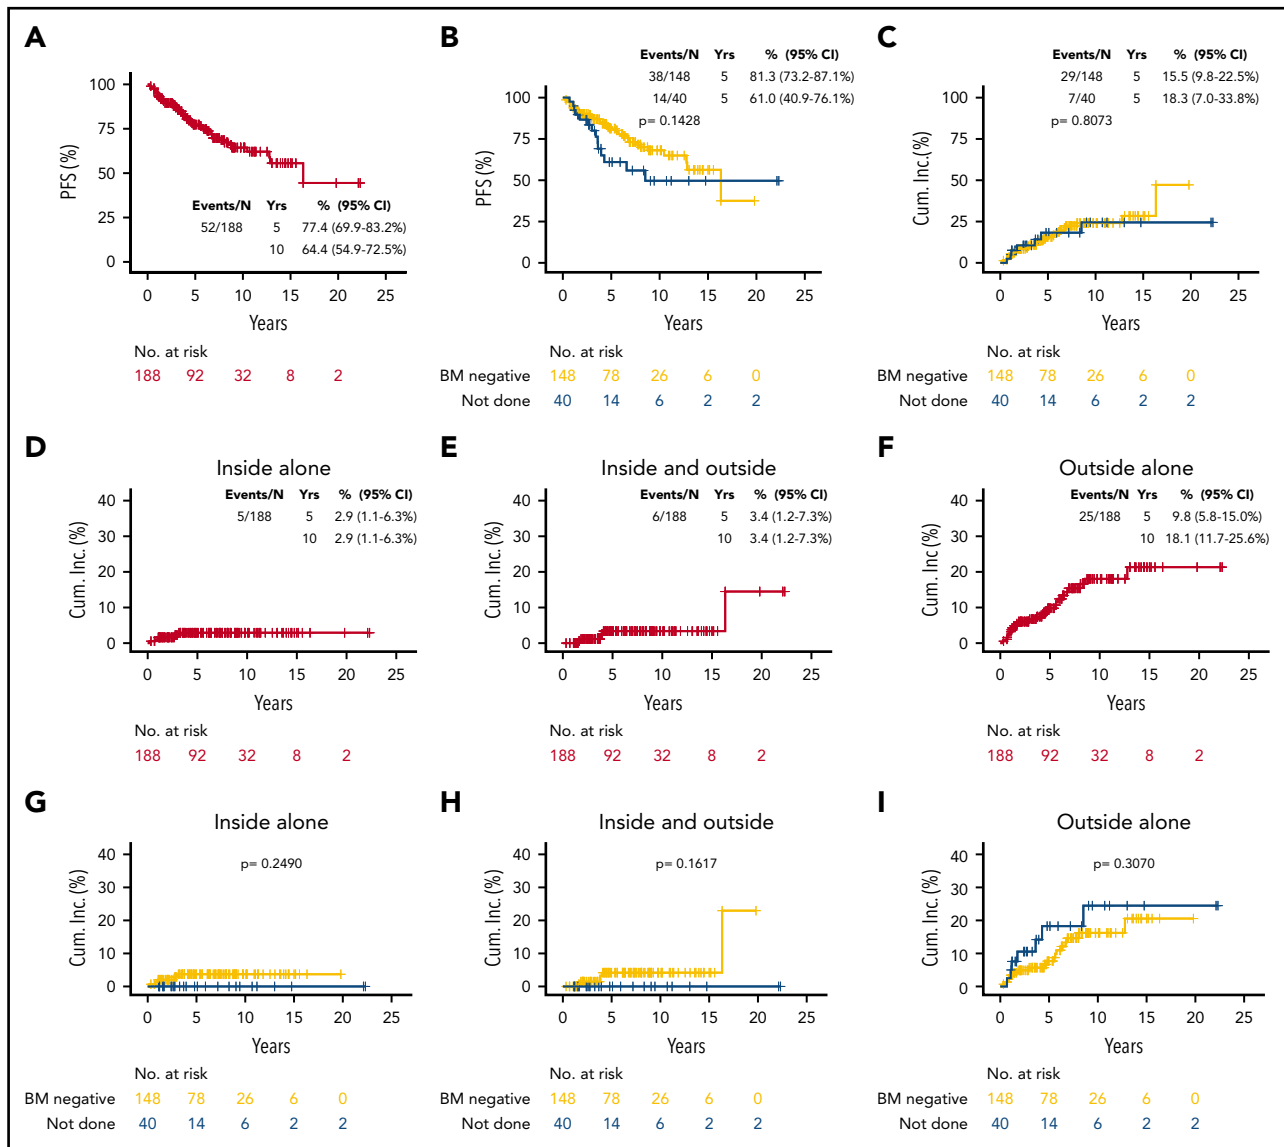 A
PFS (%)
100
75
50
25
0
Events/N Yrs % (95% CI)
52/188 5 77.4 (69.9-83.2%)
10 64.4 (54.9-72.5%)
0 5 10 15 20 25
Years
No. at risk
188 92 32 8 2
B
Events/N Yrs % (95% CI)
38/148 5 81.3 (73.2-87.1%)
14/40 5 61.0 (40.9-76.1%)
p= 0.1428
PFS (%)
100
75
50
25
0
0 5 10 15 20 25
Years
No. at risk
BM negative 148 78 26 6 0
Not done 40 14 6 2 2
C
Events/N Yrs % (95% CI)
29/148 5 15.5 (9.8-22.5%)
7/40 5 18.3 (7.0-33.8%)
p= 0.8073
Cum. Inc.(%)
100
75
50
25
0
0 5 10 15 20 25
Years
No. at risk
BM negative 148 78 26 6 0
Not done 40 14 6 2 2
D
Inside alone
Events/N Yrs % (95% CI)
5/188 5 2.9 (1.1-6.3%)
10 2.9 (1.1-6.3%)
Cum. Inc. (%)
40
30
20
10
0
0 5 10 15 20 25
Years
No. at risk
188 92 32 8 2
E
Inside and outside
Events/N Yrs % (95% CI)
6/188 5 3.4 (1.2-7.3%)
10 3.4 (1.2-7.3%)
Cum. Inc. (%)
40
30
20
10
0
0 5 10 15 20 25
Years
No. at risk
188 92 32 8 2
F
Outside alone
Events/N Yrs % (95% CI)
25/188 5 9.8 (5.8-15.0%)
10 18.1 (11.7-25.6%)
Cum. Inc (%)
40
30
20
10
0
0 5 10 15 20 25
Years
No. at risk
188 92 32 8 2
G
Inside alone
p= 0.2490
Cum. Inc.(%)
40
30
20
10
0
0 5 10 15 20 25
Years
No. at risk
BM negative 148 78 26 6 0
Not done 40 14 6 2 2
H
Inside and outside
p= 0.1617
Cum. Inc.(%)
40
30
20
10
0
0 5 10 15 20 25
Years
No. at risk
BM negative 148 78 26 6 0
Not done 40 14 6 2 2
I
Outside alone
p= 0.3070
Cum. Inc.(%)
40
30
20
10
0
0 5 10 15 20 25
Years
No. at risk
BM negative 148 78 26 6 0
Not done 40 14 6 2 2